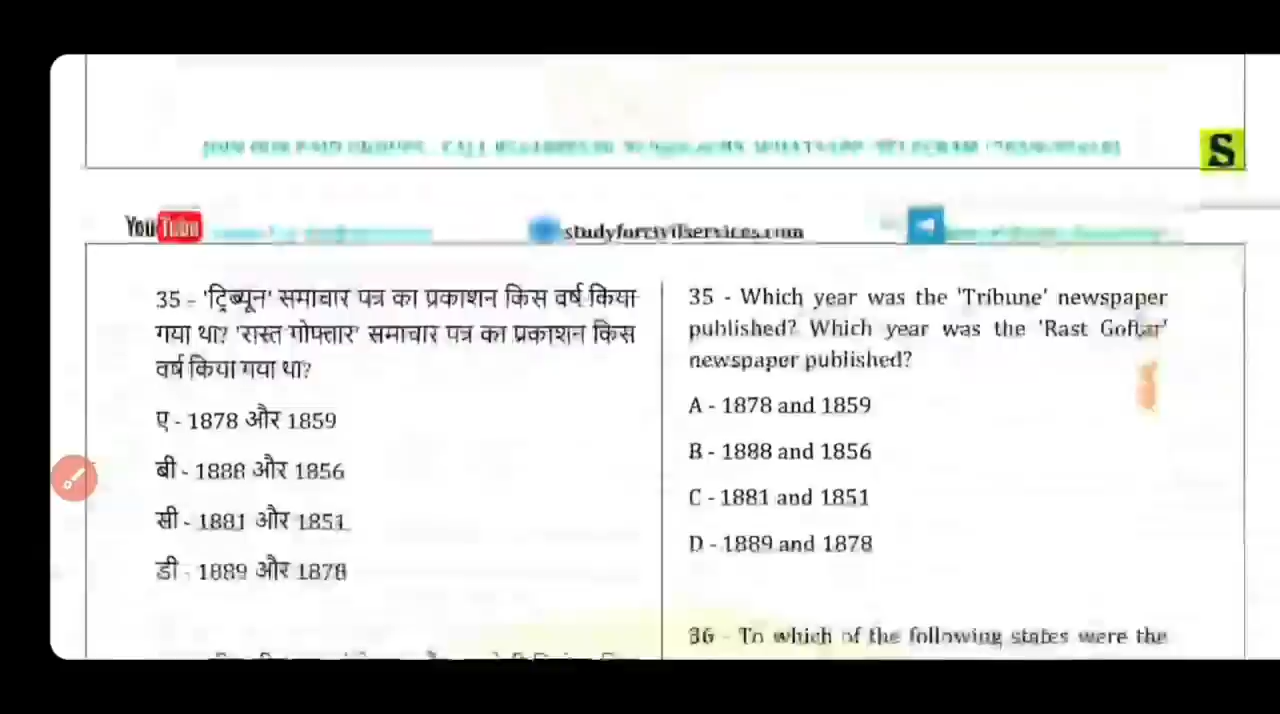 S
YouTube
studyforcivilservices.com
35 - 'ट्रिब्यून' समाचार पत्र का प्रकाशन किस वर्ष किया
गया था? 'रास्त गोफ्तार' समाचार पत्र का प्रकाशन किस
वर्ष किया गया था?
ए - 1878 और 1859
बी - 1888 और 1856
सी - 1881 और 1851
डी - 1889 और 1878
35 - Which year was the 'Tribune' newspaper
published? Which year was the 'Rast Goftar'
newspaper published?
A - 1878 and 1859
B - 1888 and 1856
C - 1881 and 1851
D - 1889 and 1878
36 - To which of the following states were the